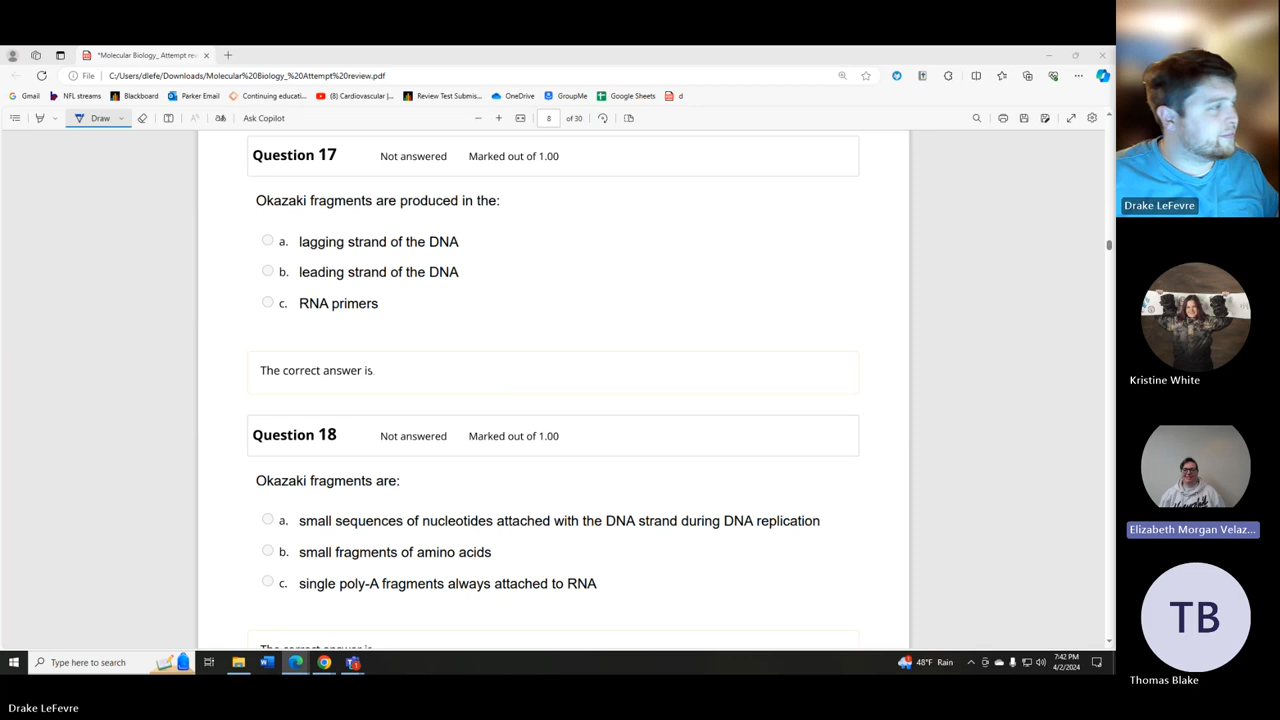 *Molecular Biology_ Attempt re
File C:/Users/dlefe/Downloads/Molecular%20Biology_%20Attempt%20review.pdf
Gmail NFL streams Blackboard Parker Email Continuing educati... (8) Cardiovascular |... Review Test Submis... OneDrive GroupMe Google Sheets d
Draw Ask Copilot 8 of 30
Question 17 Not answered Marked out of 1.00
Okazaki fragments are produced in the:
a. lagging strand of the DNA
b. leading strand of the DNA
c. RNA primers
The correct answer is
Question 18 Not answered Marked out of 1.00
Okazaki fragments are:
a. small sequences of nucleotides attached with the DNA strand during DNA replication
b. small fragments of amino acids
c. single poly-A fragments always attached to RNA
The correct answer is
Type here to search
48°F Rain
7:42 PM
4/2/2024
Drake LeFevre
Kristine White
Elizabeth Morgan Velaz...
TB
Thomas Blake
Drake LeFevre